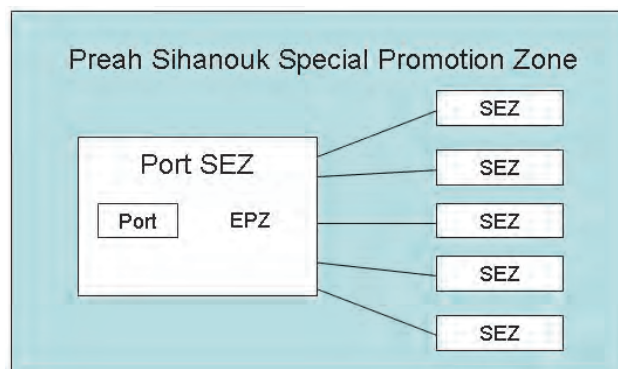 Preah Sihanouk Special Promotion Zone
Port SEZ
Port
EPZ
SEZ
SEZ
SEZ
SEZ
SEZ